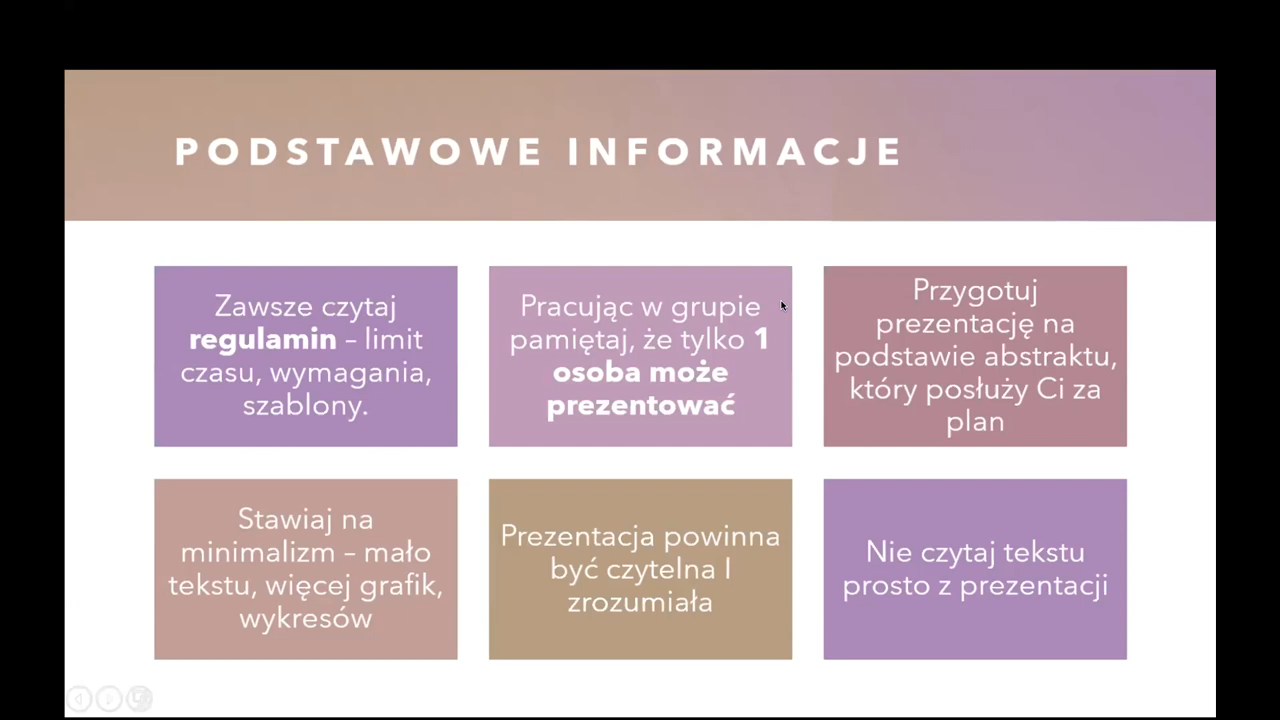 PODSTAWOWE INFORMACJE
Zawsze czytaj
regulamin – limit
czasu, wymagania,
szablony.
Pracując w grupie
pamiętaj, że tylko 1
osoba może
prezentować
Przygotuj
prezentację na
podstawie abstraktu,
który posłuży Ci za
plan
Stawiaj na
minimalizm – mało
tekstu, więcej grafik,
wykresów
Prezentacja powinna
być czytelna I
zrozumiała
Nie czytaj tekstu
prosto z prezentacji